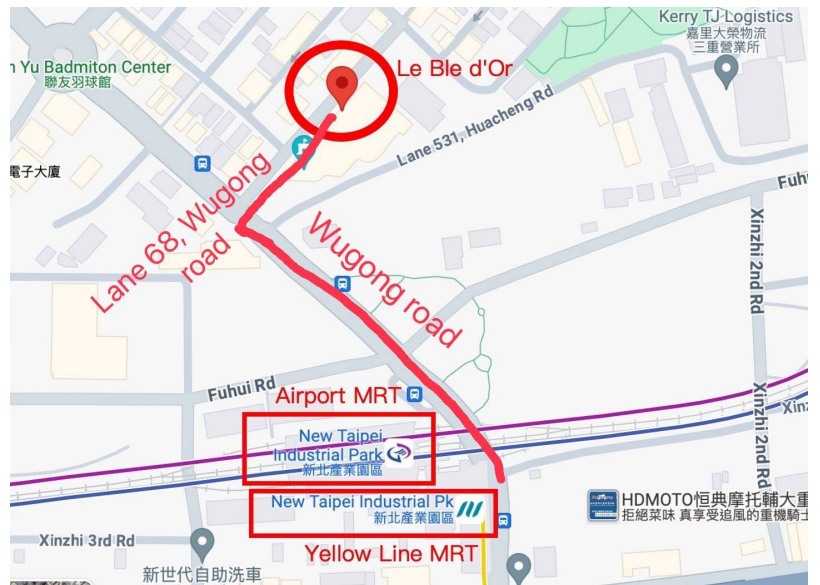 Kerry TJ Logistics
嘉里大榮物流
三重營業所
n Yu Badmiton Center
聯友羽球館
Le Ble d'Or
Lane 531, Huacheng Rd
電子大廈
Lane 68, Wugong
road
Wugong road
Fuhu
Xinzhi 2nd Rd
Fuhui Rd
Airport MRT
New Taipei
Industrial Park
新北產業園區
Xinzhi 2nd Rd
Xinz
New Taipei Industrial Pk
新北產業園區
HDMOTO恒典摩托輔大重
拒絕菜味 真享受追風的重機騎士
Xinzhi 3rd Rd
Yellow Line MRT
新世代自助洗車